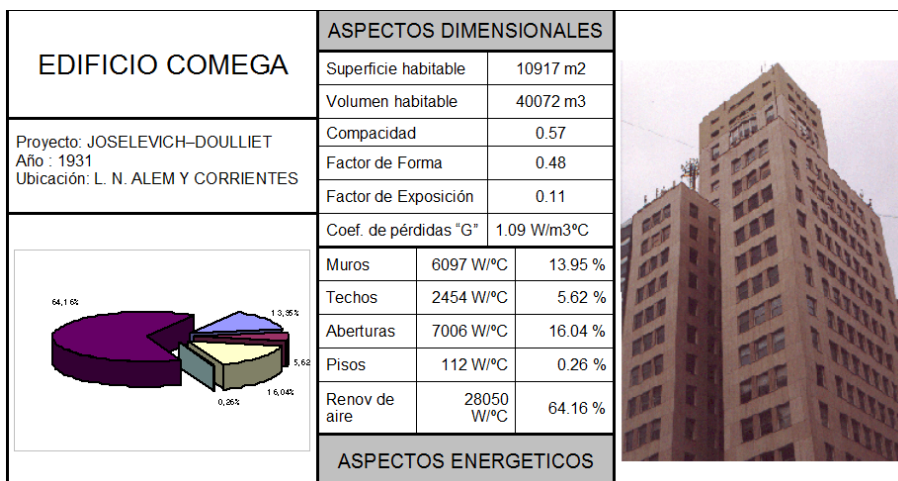 EDIFICIO COMEGA
Proyecto: JOSELEVICH–DOULLIET
Año : 1931
Ubicación: L. N. ALEM Y CORRIENTES
64,16%
13,95%
5,62
16,04%
0,26%
ASPECTOS DIMENSIONALES
Superficie habitable 10917 m2
Volumen habitable 40072 m3
Compacidad 0.57
Factor de Forma 0.48
Factor de Exposición 0.11
Coef. de pérdidas “G” 1.09 W/m3ºC
Muros 6097 W/ºC 13.95 %
Techos 2454 W/ºC 5.62 %
Aberturas 7006 W/ºC 16.04 %
Pisos 112 W/ºC 0.26 %
Renov de aire 28050 W/ºC 64.16 %
ASPECTOS ENERGETICOS